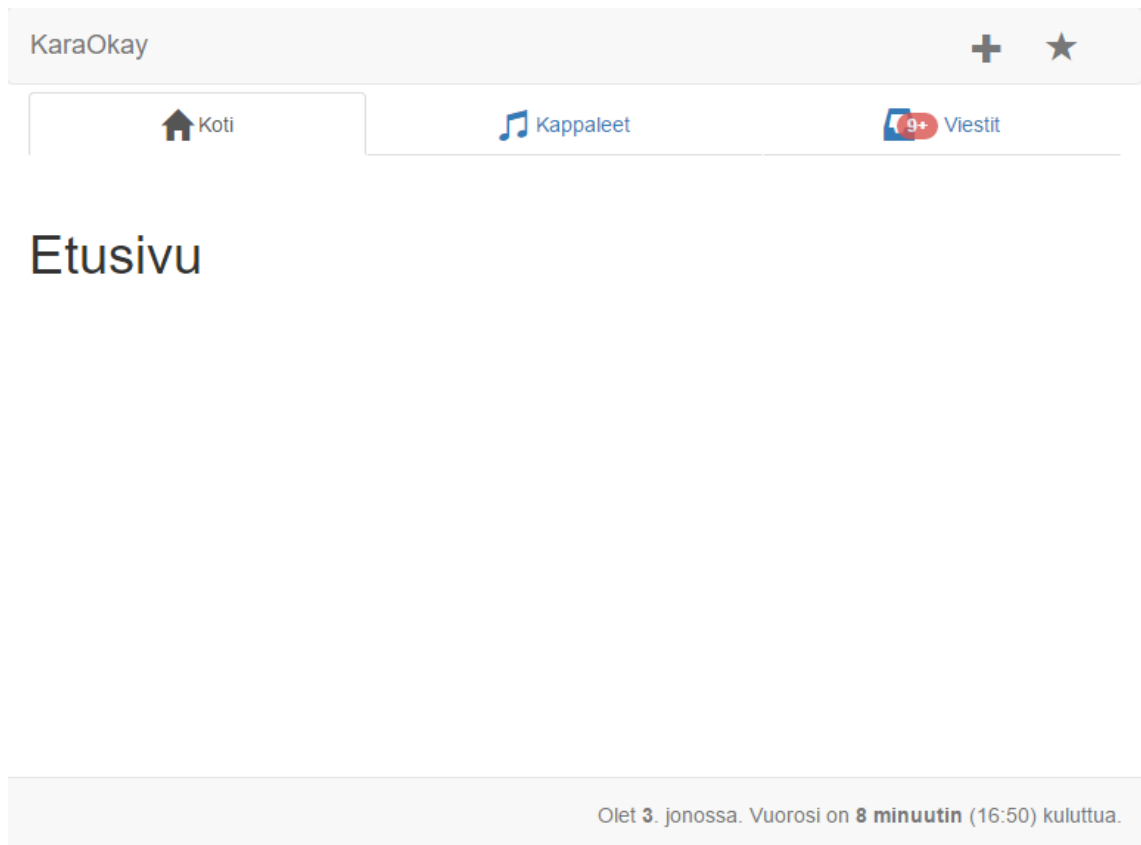 KaraOkay
Koti Kappaleet 9+ Viestit
Etusivu
Olet 3. jonossa. Vuorosi on 8 minuutin (16:50) kuluttua.